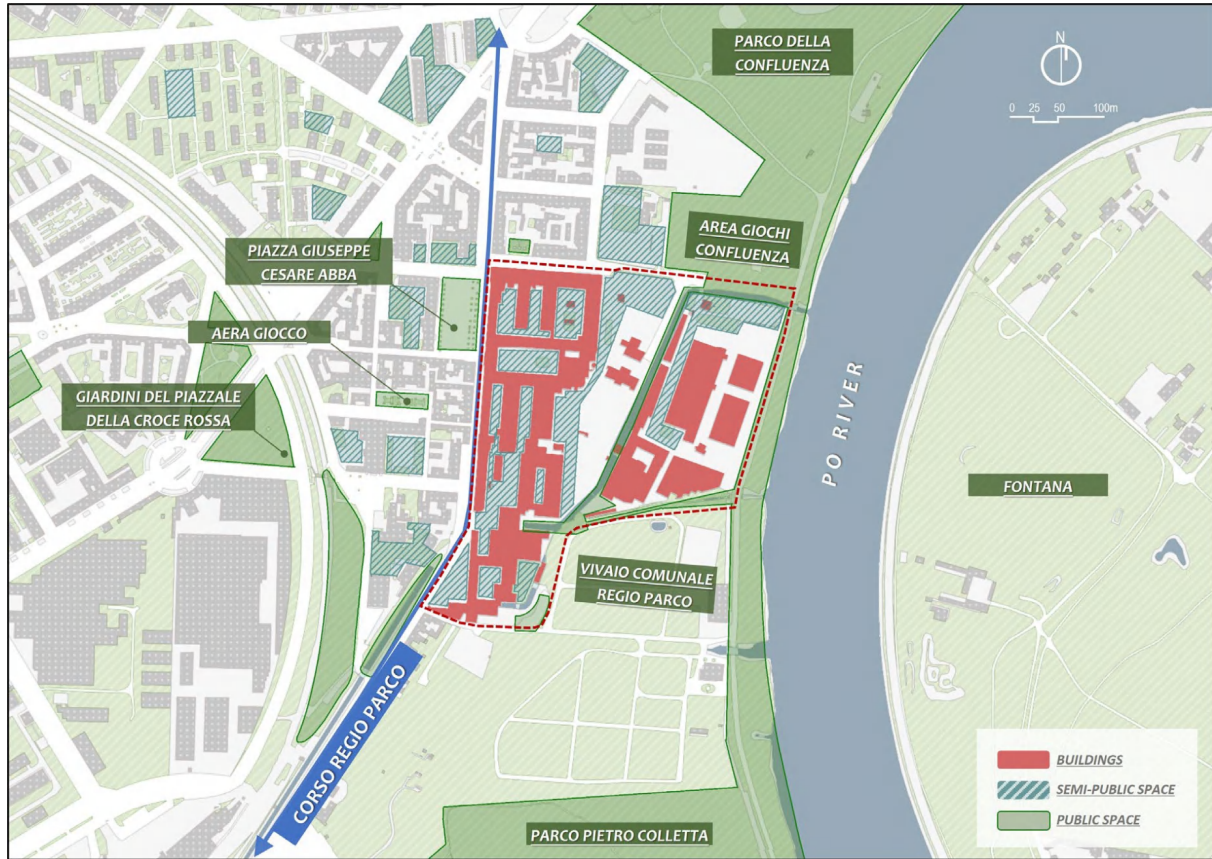 PARCO DELLA
CONFLUENZA
N
0 25 50 100m
AREA GIOCHI
CONFLUENZA
PIAZZA GIUSEPPE
CESARE ABBA
AERA GIOCCO
GIARDINI DEL PIAZZALE
DELLA CROCE ROSSA
PO RIVER
FONTANA
VIVAIO COMUNALE
REGIO PARCO
CORSO REGIO PARCO
PARCO PIETRO COLLETTA
BUILDINGS
SEMI-PUBLIC SPACE
PUBLIC SPACE